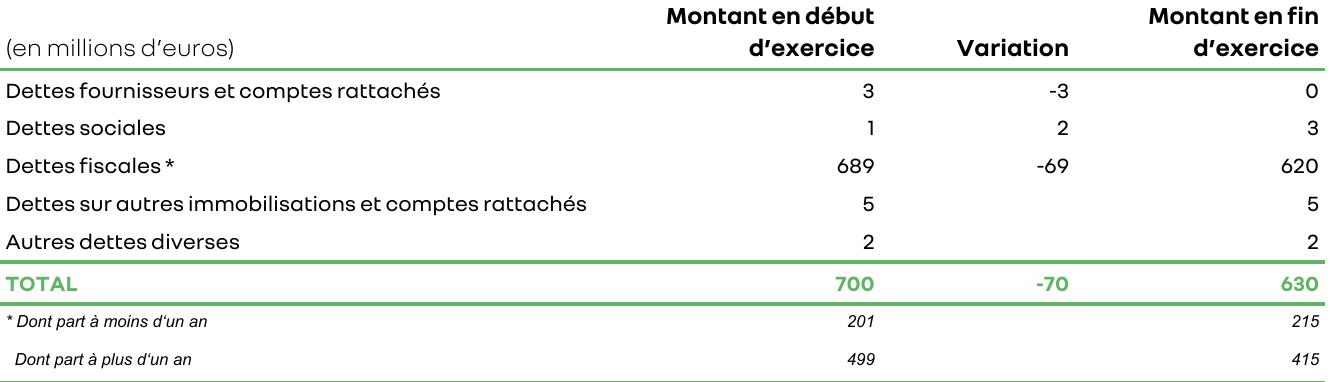 Montant en début Montant en fin
(en millions d’euros) d’exercice Variation d’exercice
Dettes fournisseurs et comptes rattachés 3 -3 0
Dettes sociales 1 2 3
Dettes fiscales * 689 -69 620
Dettes sur autres immobilisations et comptes rattachés 5 5
Autres dettes diverses 2 2
TOTAL 700 -70 630
* Dont part à moins d‘un an 201 215
Dont part à plus d‘un an 499 415